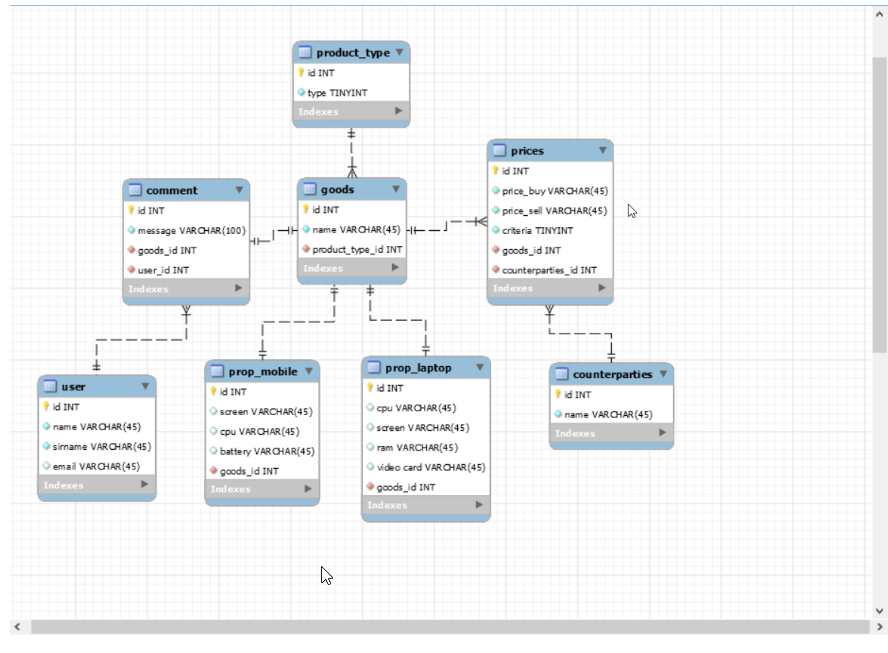 product_type
id INT
type TINYINT
Indexes
prices
id INT
price_buy VARCHAR(45)
price_sell VARCHAR(45)
criteria TINYINT
goods_id INT
counterparties_id INT
Indexes
comment
id INT
message VARCHAR(100)
goods_id INT
user_id INT
Indexes
goods
id INT
name VARCHAR(45)
product_type_id INT
Indexes
user
id INT
name VARCHAR(45)
sirname VARCHAR(45)
email VARCHAR(45)
Indexes
prop_mobile
id INT
screen VARCHAR(45)
cpu VARCHAR(45)
battery VARCHAR(45)
goods_id INT
Indexes
prop_laptop
id INT
cpu VARCHAR(45)
screen VARCHAR(45)
ram VARCHAR(45)
video card VARCHAR(45)
goods_id INT
Indexes
counterparties
id INT
name VARCHAR(45)
Indexes